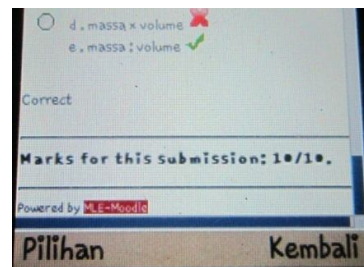 d. massa x volume
e. massa : volume
Correct
Marks for this submission: 10/10.
Powered by MLE-Moodle
Pilihan Kembali